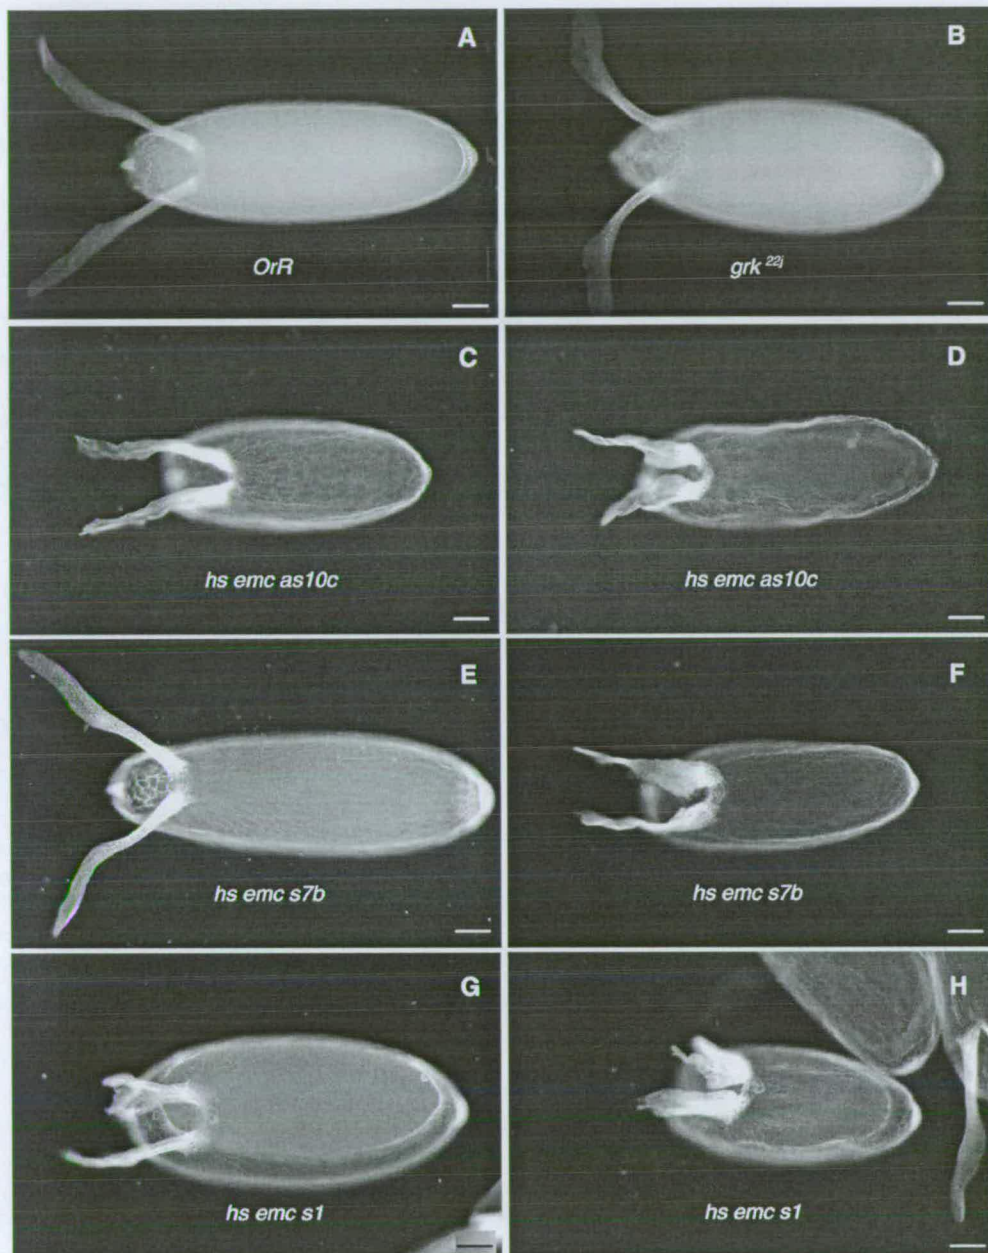 A
OrR
B
grk 22j
C
hs emc as10c
D
hs emc as10c
E
hs emc s7b
F
hs emc s7b
G
hs emc s1
H
hs emc s1